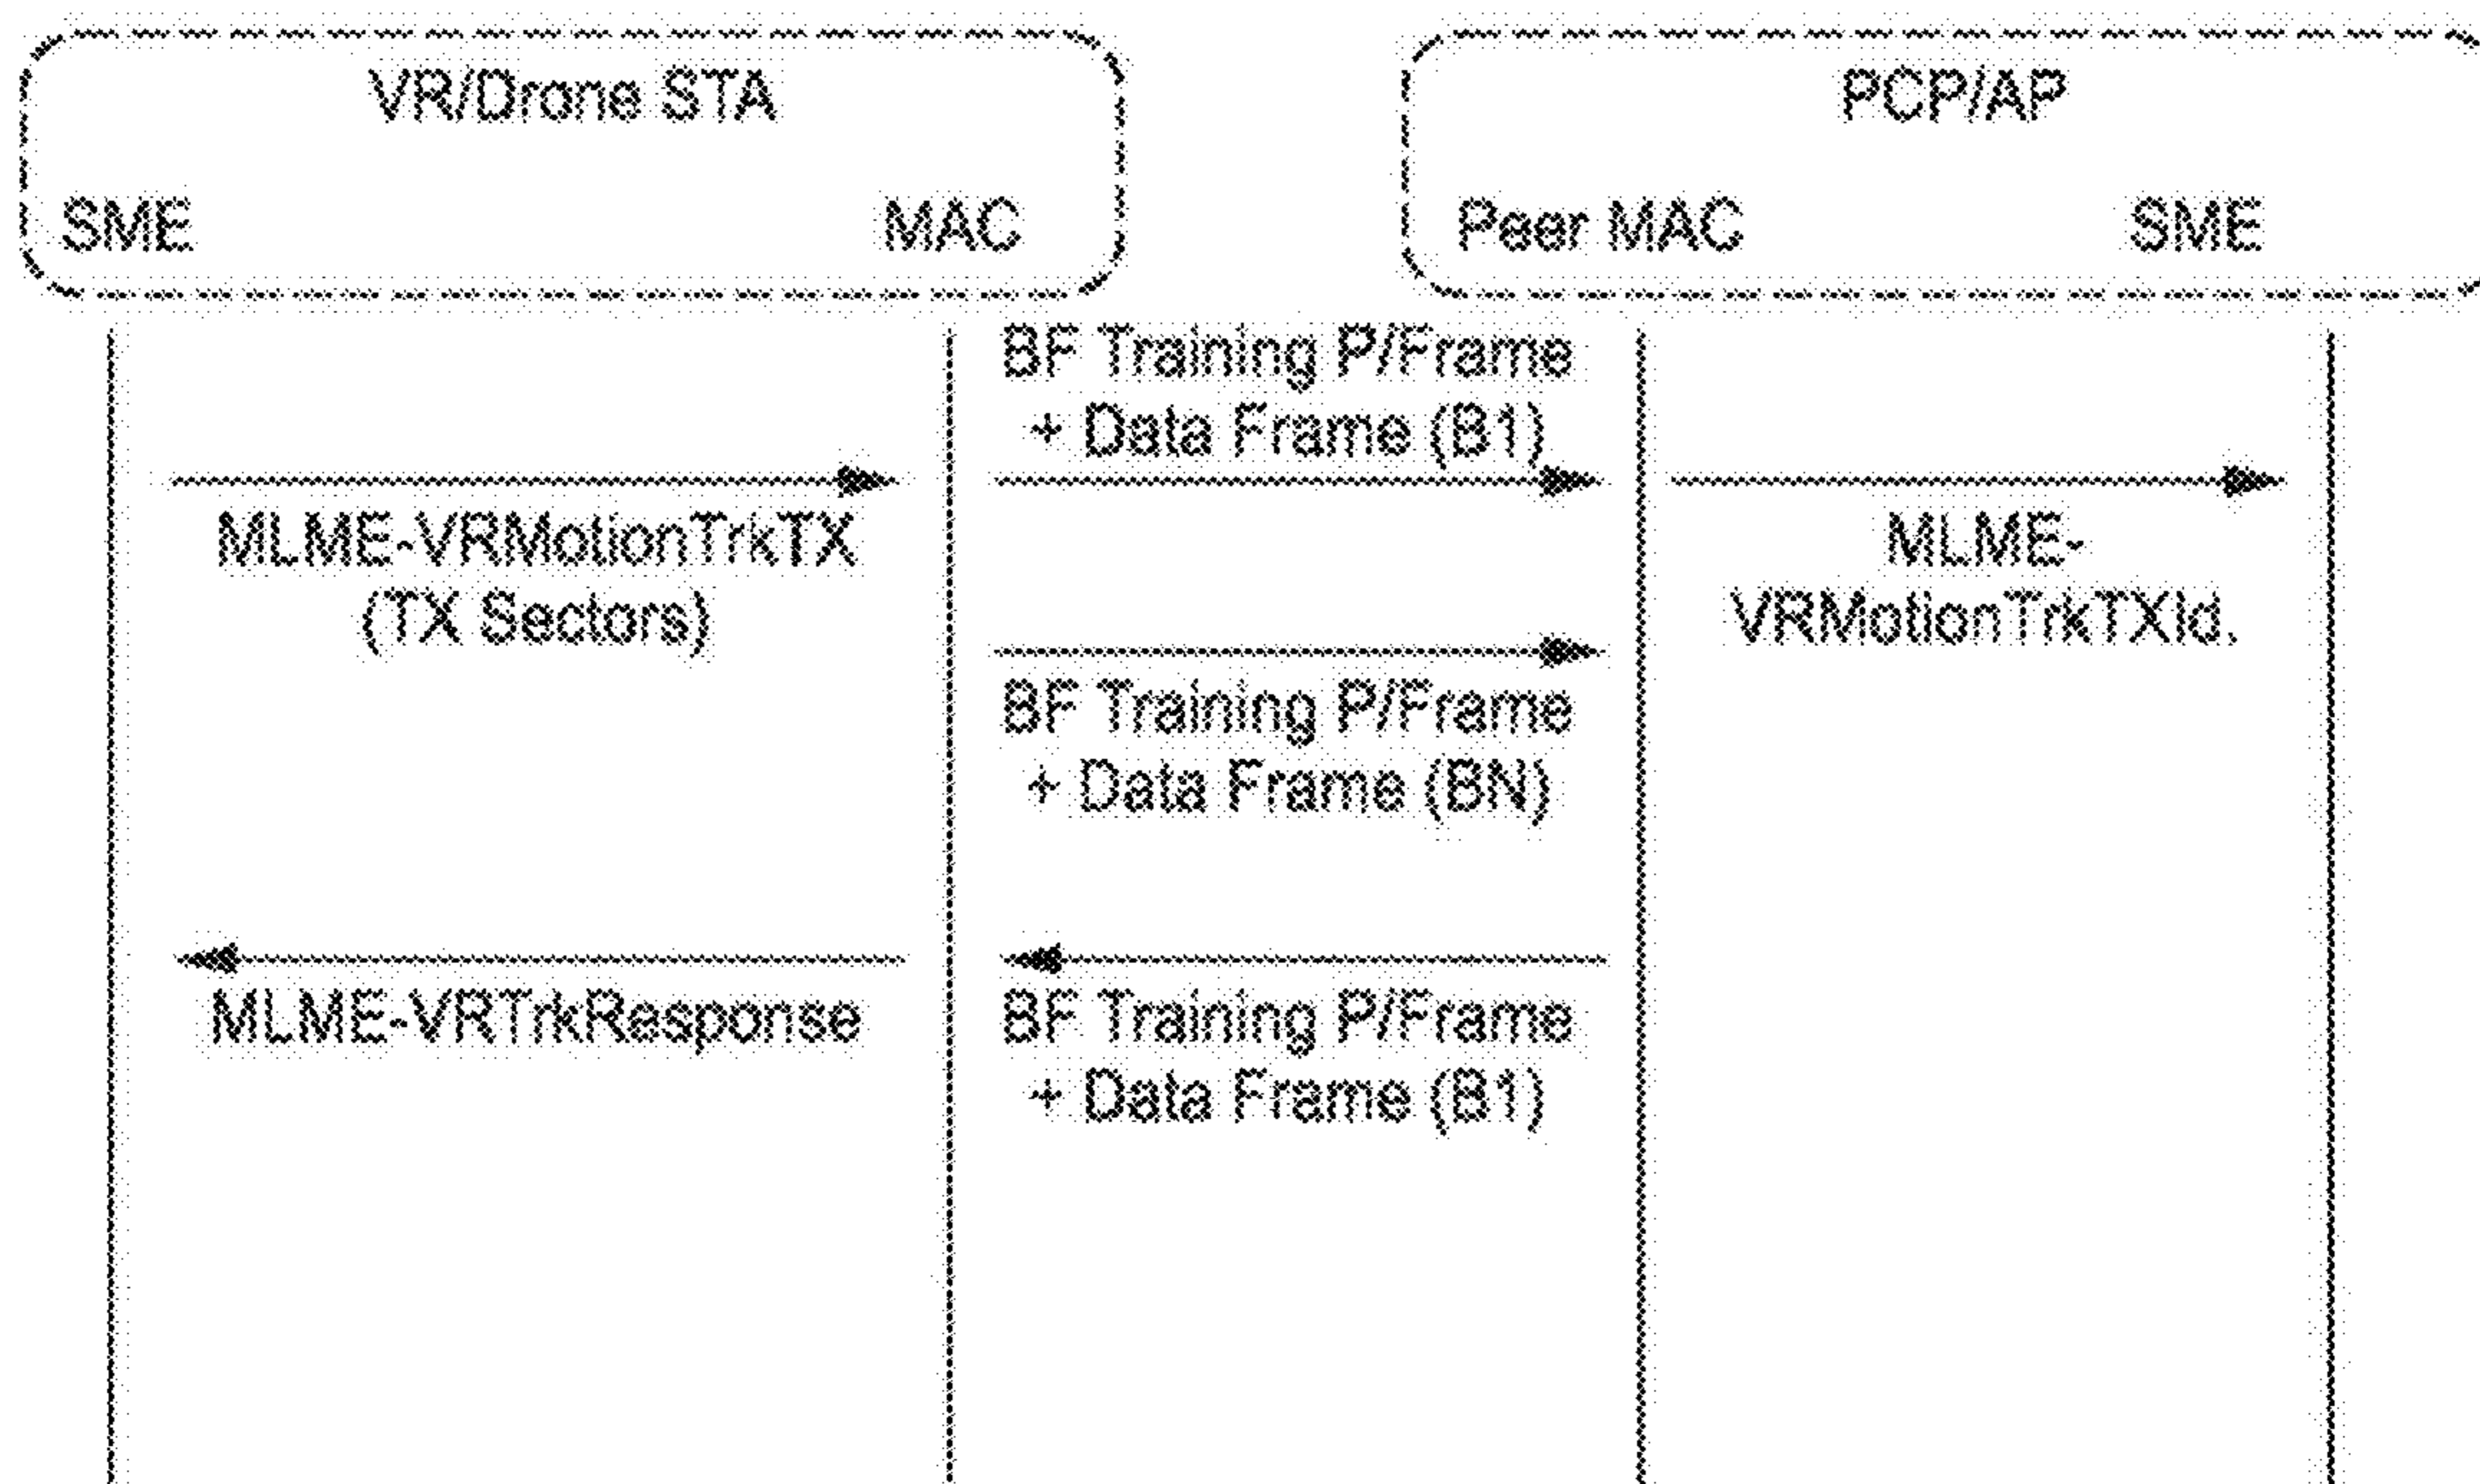 VR/Drone STA
PCP/AP
SME
MAC
Peer MAC
SME
BF Training P/Frame
+ Data Frame (B1)
MLME-VRMotionTrkTX
(TX Sectors)
MLME-
VRMotionTrkTXId.
BF Training P/Frame
+ Data Frame (BN)
MLME-VRTrkResponse
BF Training P/Frame
+ Data Frame (B1)